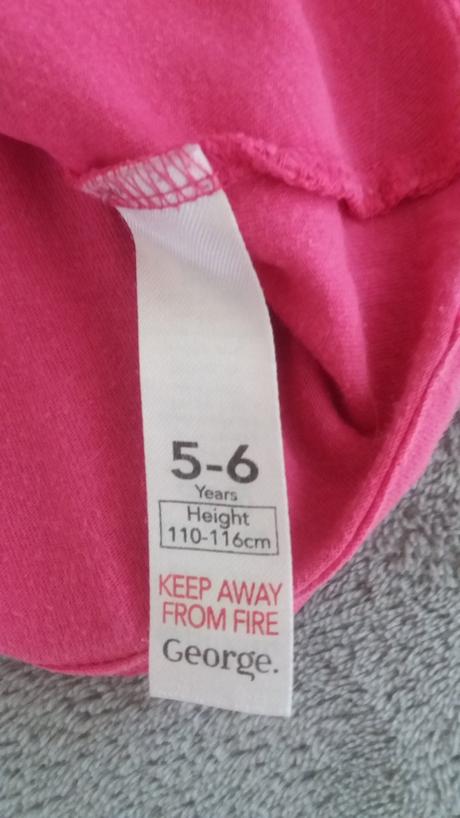 5-6
Years
Height
110-116cm
KEEP AWAY
FROM FIRE
George.